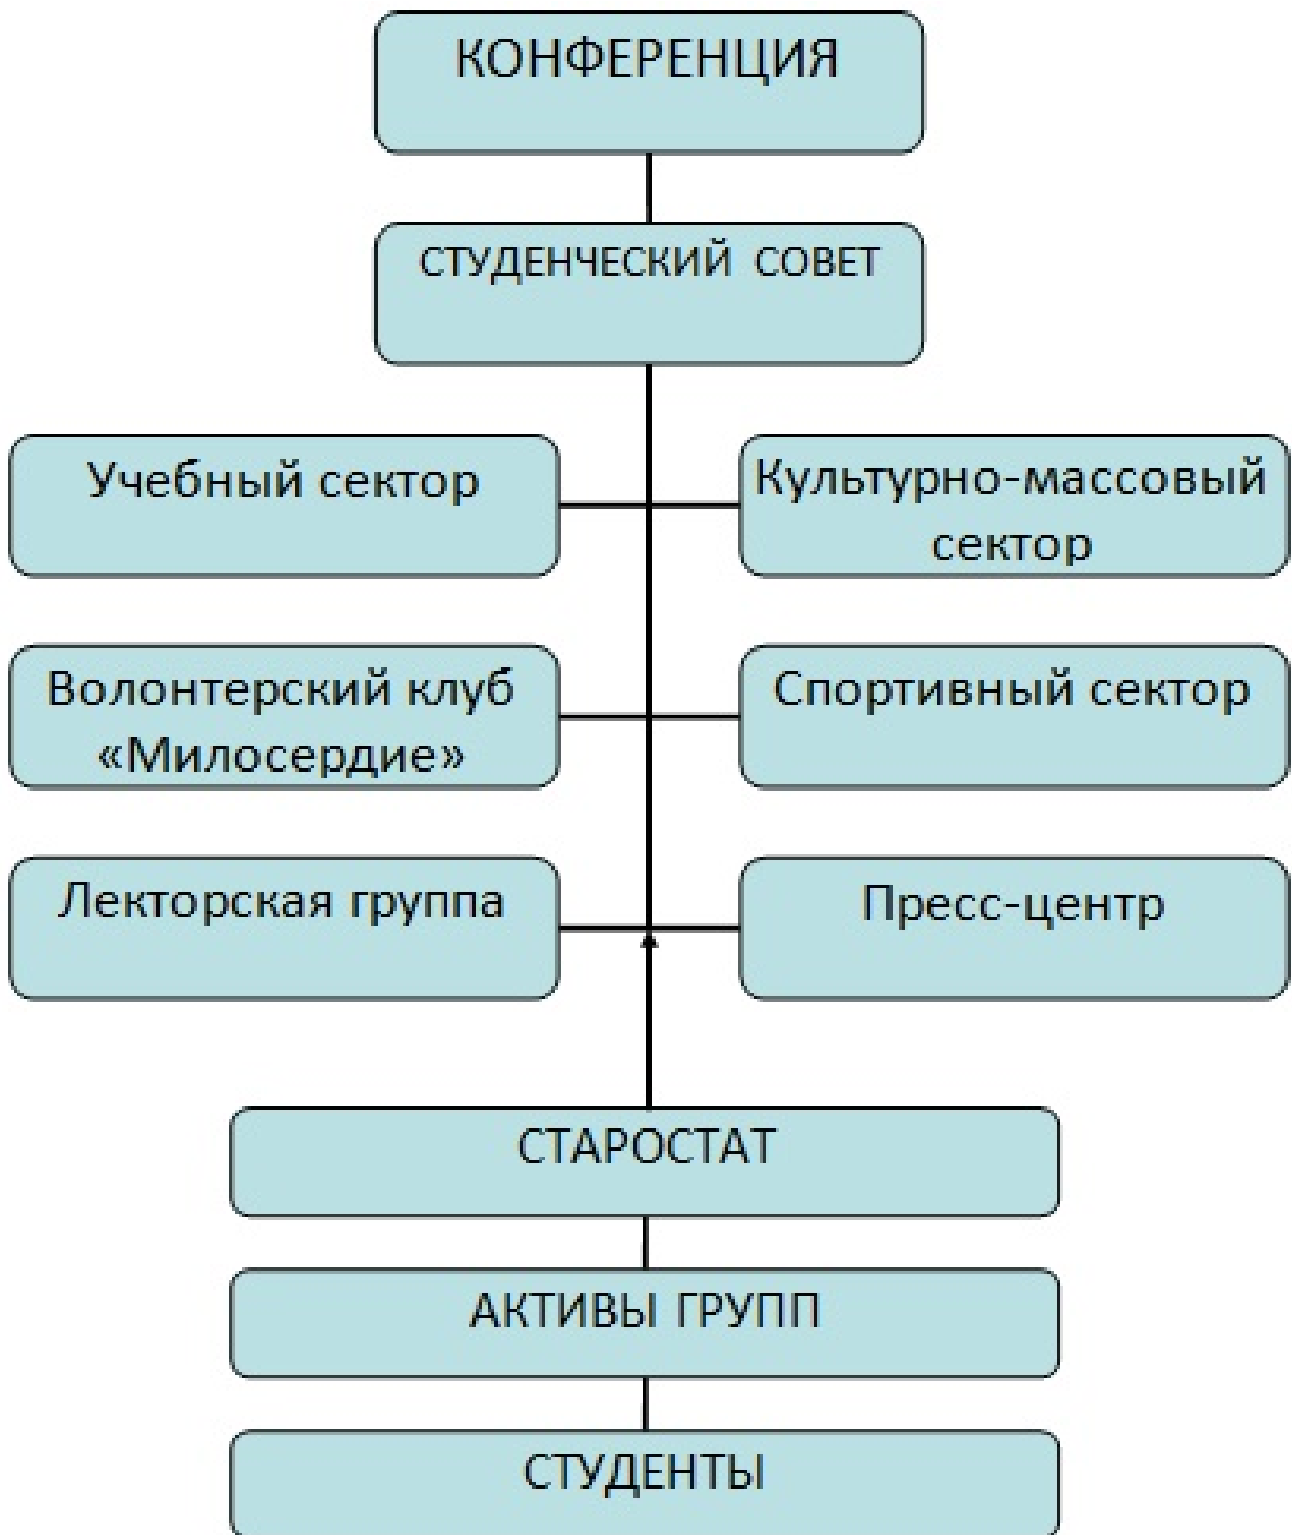 КОНФЕРЕНЦИЯ
СТУДЕНЧЕСКИЙ СОВЕТ
Учебный сектор
Культурно-массовый
сектор
Волонтерский клуб
«Милосердие»
Спортивный сектор
Лекторская группа
Пресс-центр
СТАРОСТАТ
АКТИВЫ ГРУПП
СТУДЕНТЫ